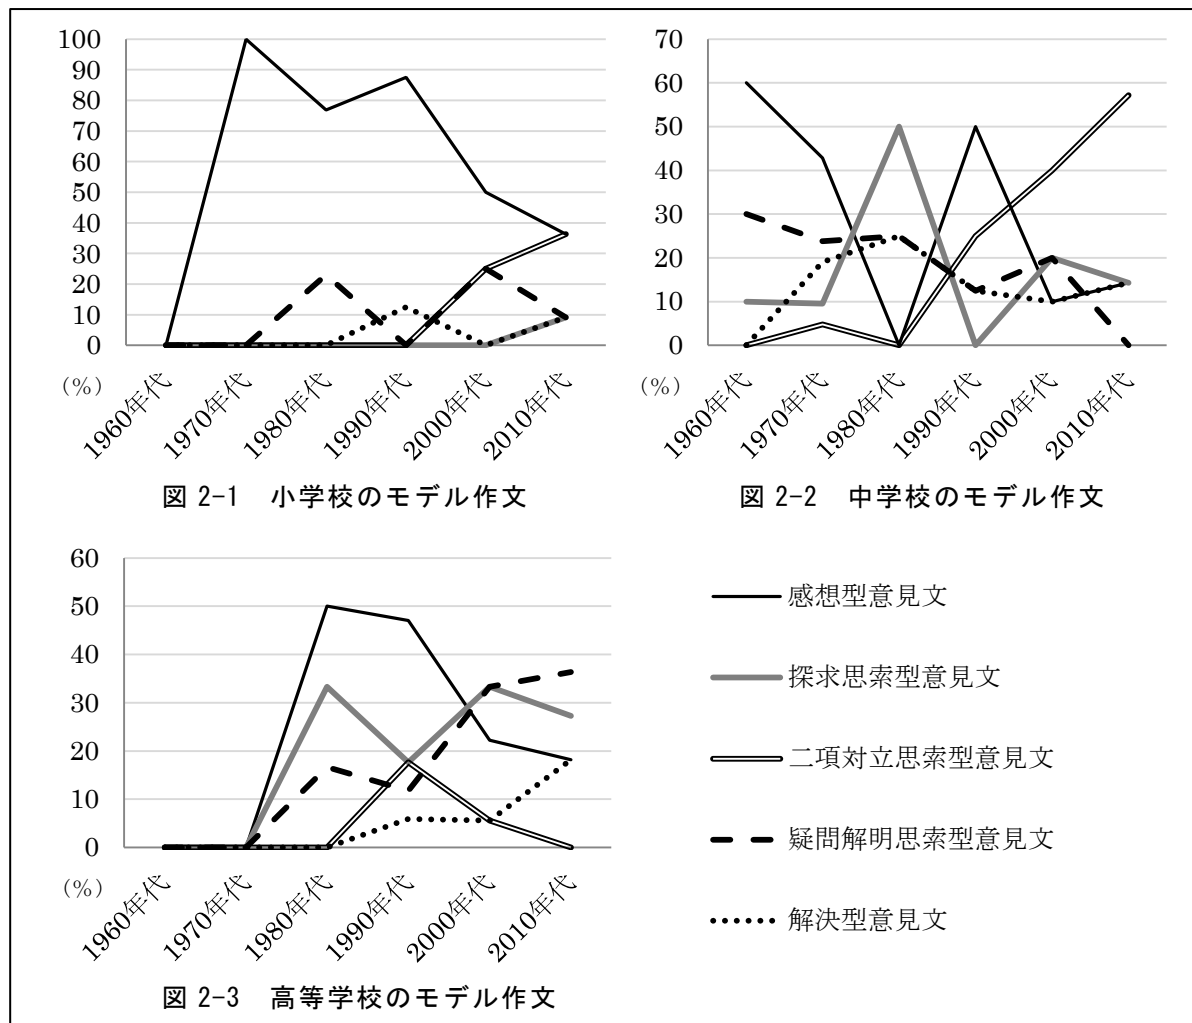 100
90
80
70
60
50
40
30
20
10
0
(%)
1960年代
1970年代
1980年代
1990年代
2000年代
2010年代
図 2-1 小学校のモデル作文
70
60
50
40
30
20
10
0
(%)
1960年代
1970年代
1980年代
1990年代
2000年代
2010年代
図 2-2 中学校のモデル作文
60
50
40
30
20
10
0
(%)
1960年代
1970年代
1980年代
1990年代
2000年代
2010年代
図 2-3 高等学校のモデル作文
感想型意見文
探求思索型意見文
二項対立思索型意見文
疑問解明思索型意見文
解決型意見文